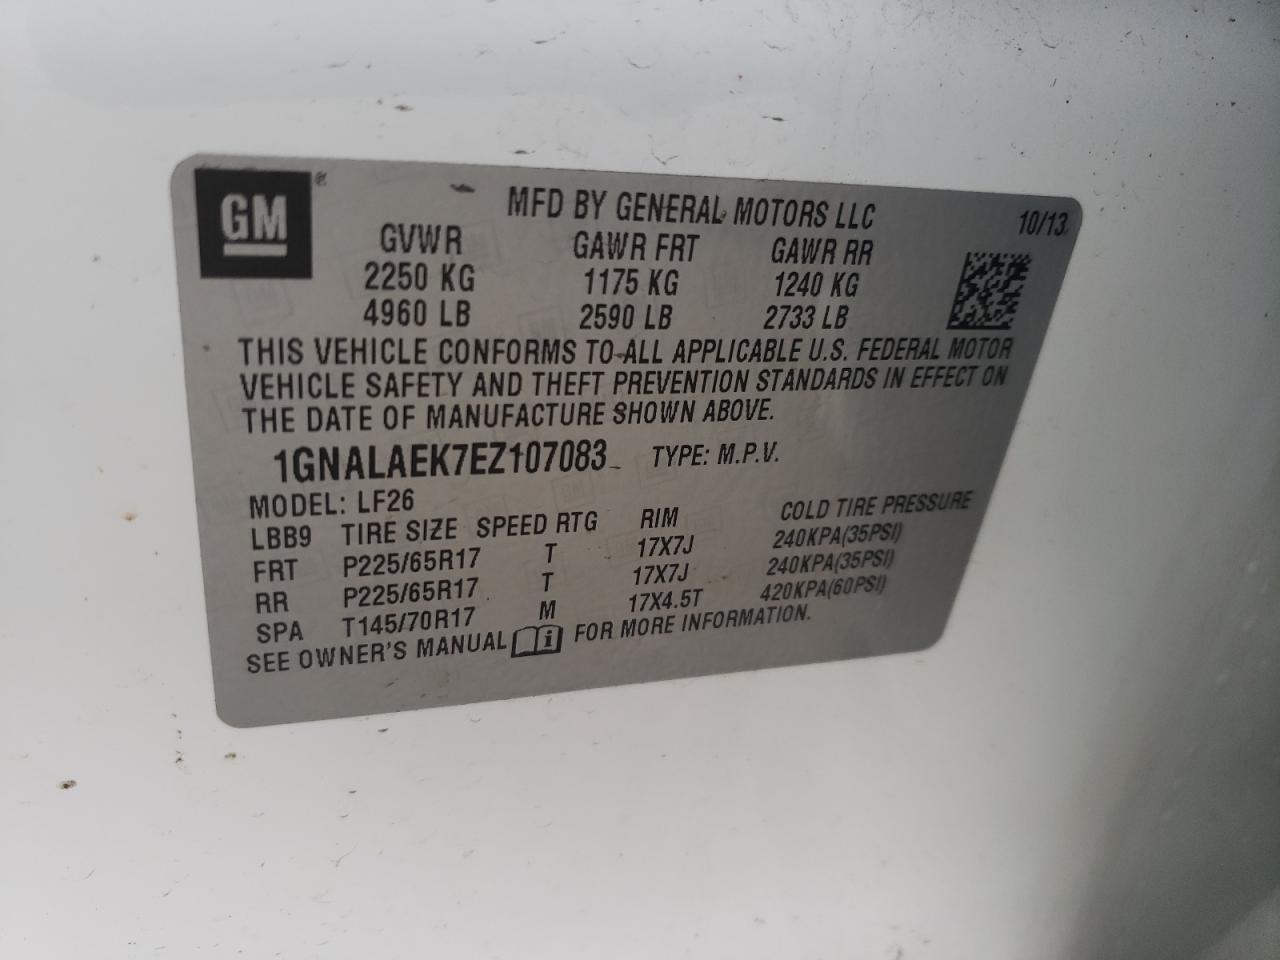 GM ®
MFD BY GENERAL MOTORS LLC 10/13
GVWR GAWR FRT GAWR RR
2250 KG 1175 KG 1240 KG
4960 LB 2590 LB 2733 LB
THIS VEHICLE CONFORMS TO ALL APPLICABLE U.S. FEDERAL MOTOR
VEHICLE SAFETY AND THEFT PREVENTION STANDARDS IN EFFECT ON
THE DATE OF MANUFACTURE SHOWN ABOVE.
1GNALAEK7EZ107083 TYPE: M.P.V.
MODEL: LF26
LBB9 TIRE SIZE SPEED RTG RIM COLD TIRE PRESSURE
FRT P225/65R17 T 17X7J 240KPA(35PSI)
RR P225/65R17 T 17X7J 240KPA(35PSI)
SPA T145/70R17 M 17X4.5T 420KPA(60PSI)
SEE OWNER'S MANUAL i FOR MORE INFORMATION.